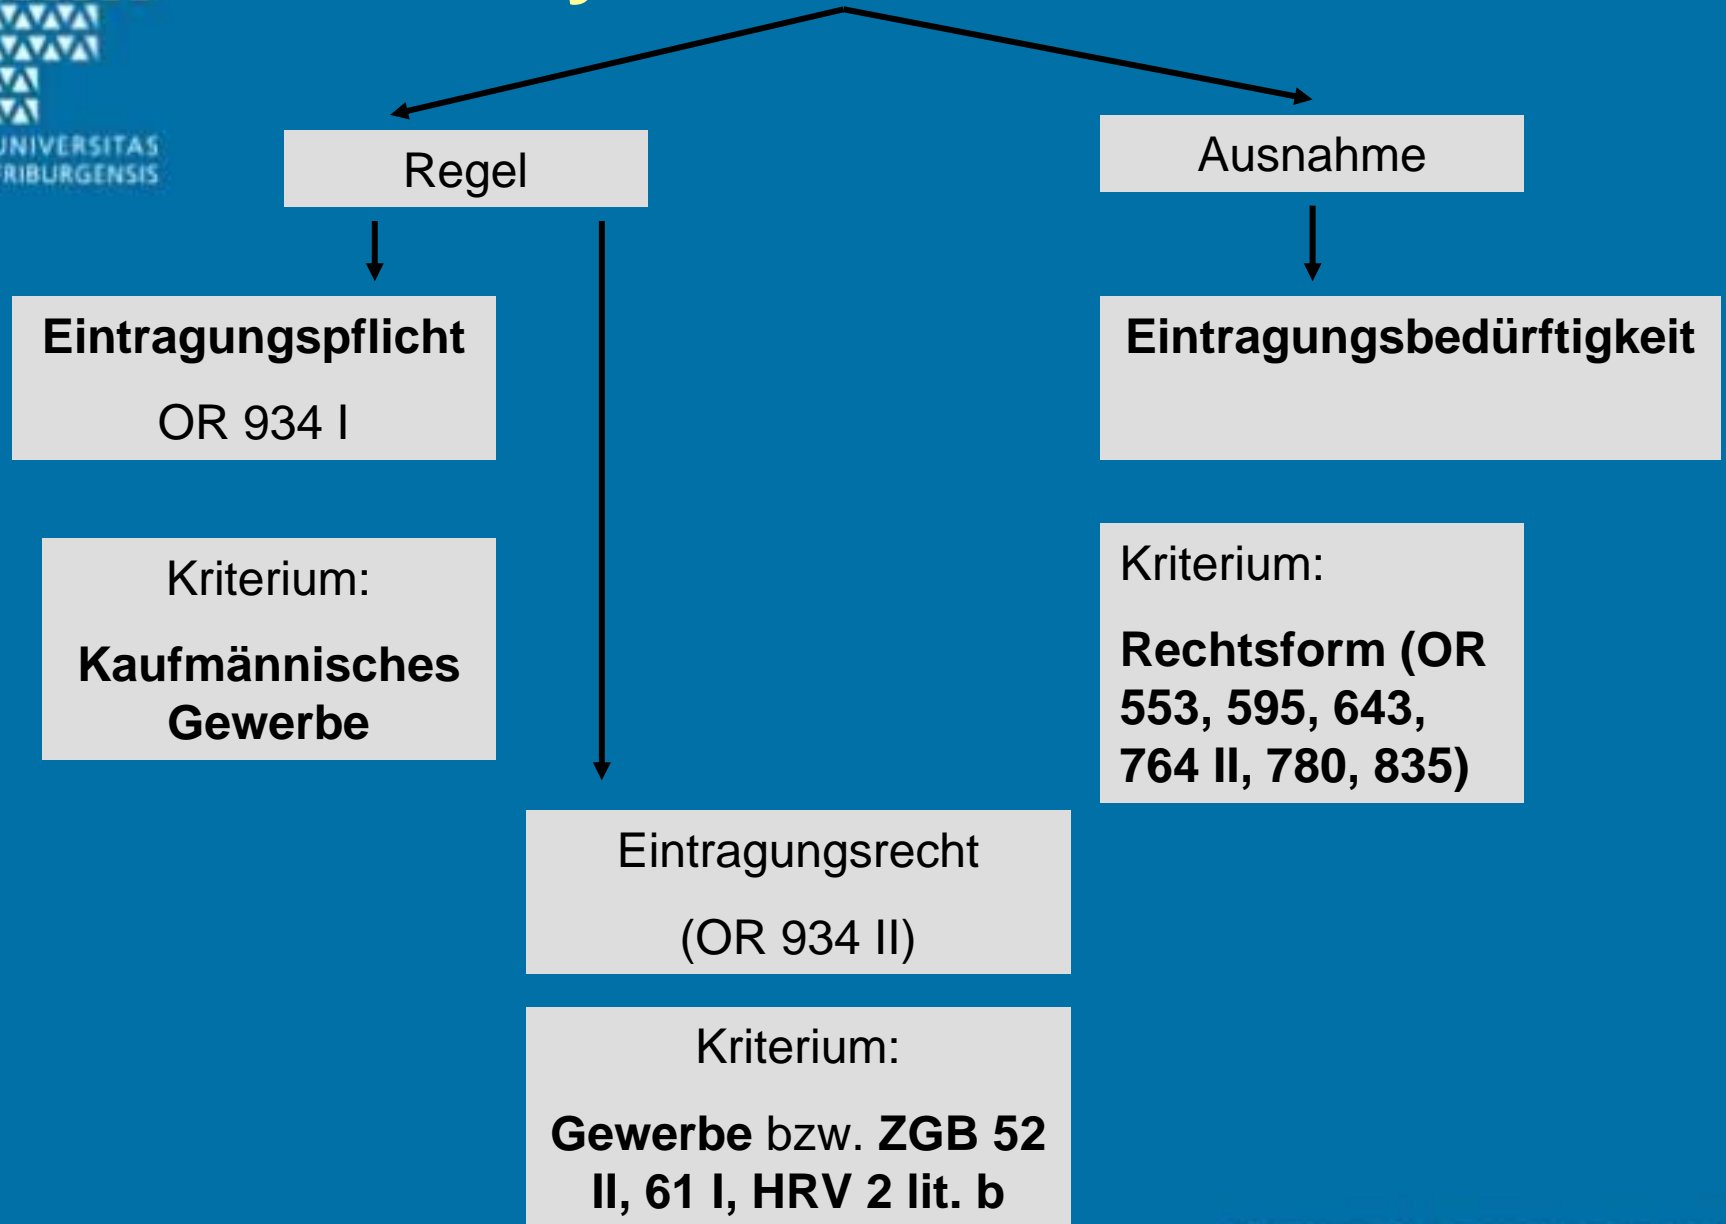 UNIVERSITAS
FRIBURGENSIS
Regel
Ausnahme
Eintragungspflicht
OR 934 I
Eintragungsbedürftigkeit
Kriterium:
Kaufmännisches
Gewerbe
Kriterium:
Rechtsform (OR
553, 595, 643,
764 II, 780, 835)
Eintragungsrecht
(OR 934 II)
Kriterium:
Gewerbe bzw. ZGB 52
II, 61 I, HRV 2 lit. b